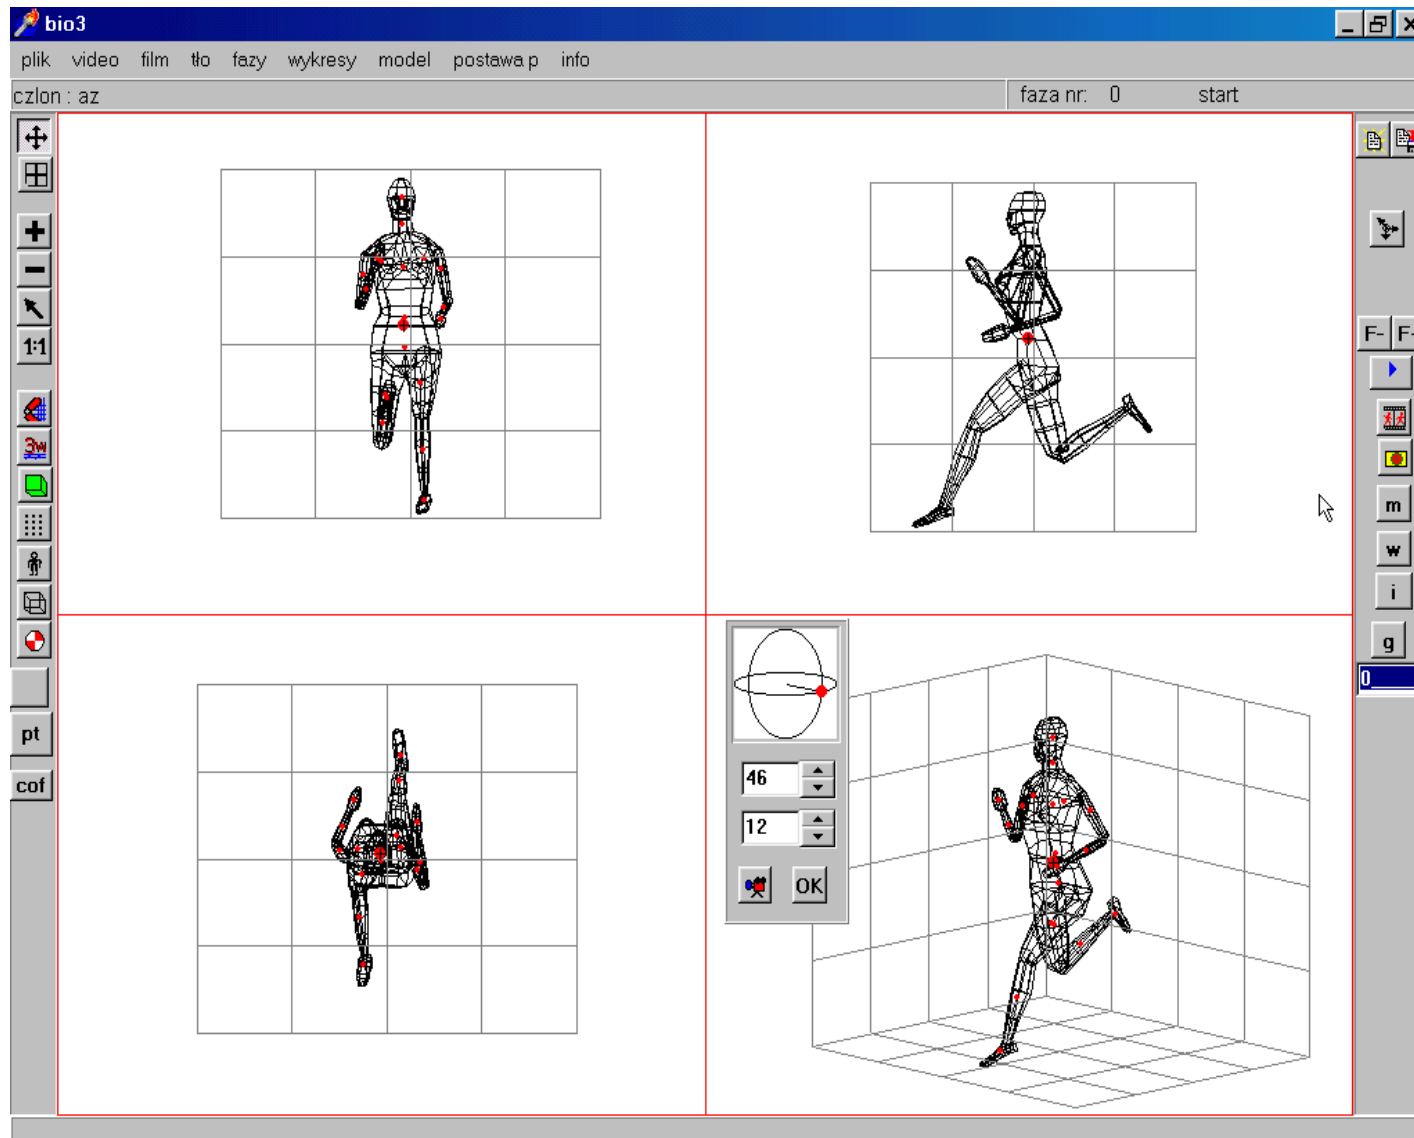 bio3
plik video film tło fazy wykresy model postawa p info
czlon : az
faza nr: 0 start
1:1
3w
pt
cof
F- F-
m
w
i
g
0
46
12
OK